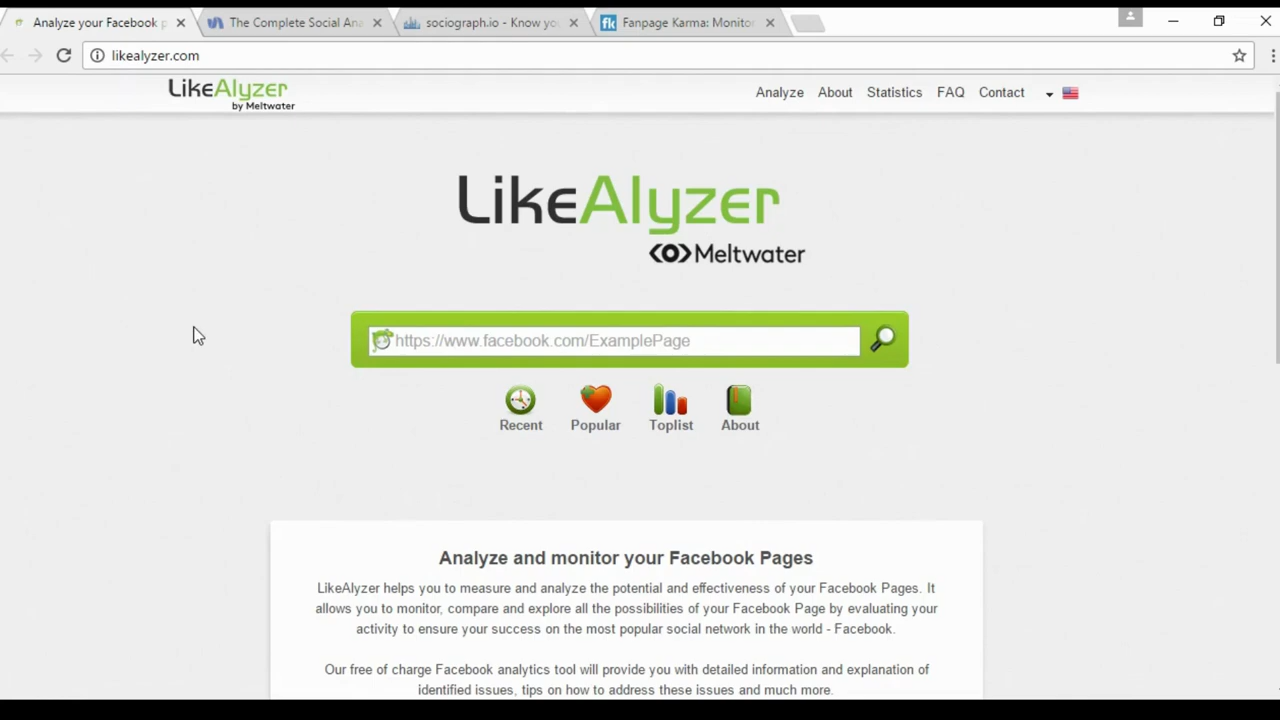 Analyze your Facebook p
The Complete Social Ana
sociograph.io - Know yo
fk
Fanpage Karma: Monitor
likealyzer.com
LikeAlyzer
by Meltwater
Analyze
About
Statistics
FAQ
Contact
LikeAlyzer
Meltwater
https://www.facebook.com/ExamplePage
Recent
Popular
Toplist
About
Analyze and monitor your Facebook Pages
LikeAlyzer helps you to measure and analyze the potential and effectiveness of your Facebook Pages. It
allows you to monitor, compare and explore all the possibilities of your Facebook Page by evaluating your
activity to ensure your success on the most popular social network in the world - Facebook.
Our free of charge Facebook analytics tool will provide you with detailed information and explanation of
identified issues, tips on how to address these issues and much more.